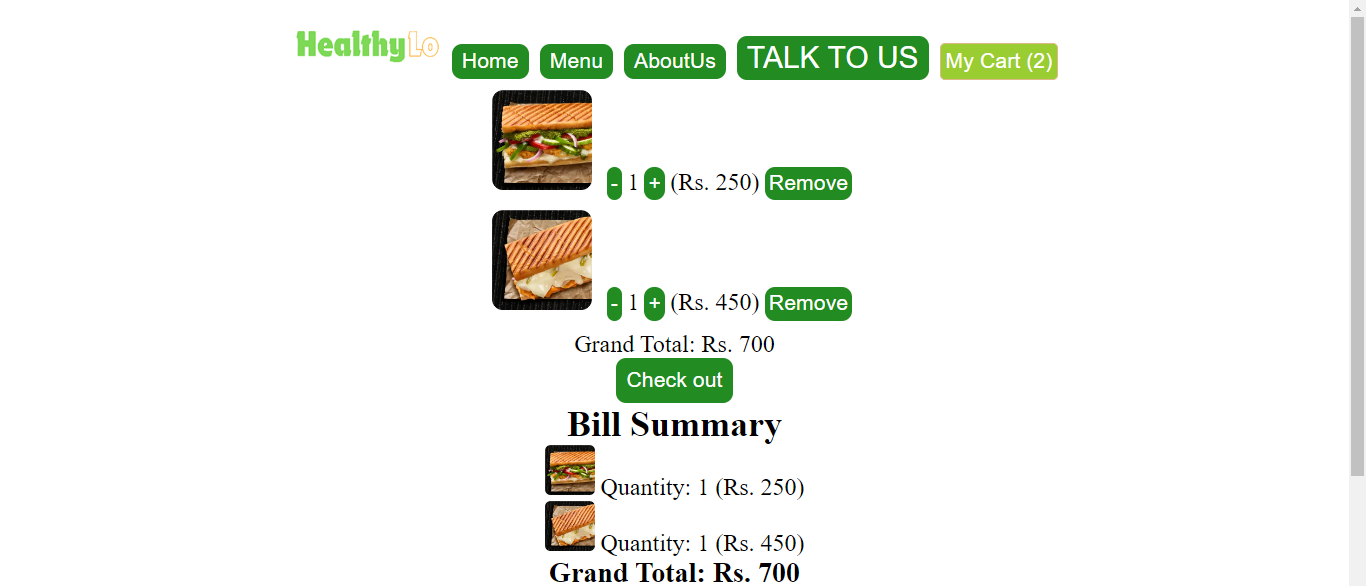 HealthyLo Home Menu AboutUs TALK TO US My Cart (2)
- 1 + (Rs. 250) Remove
- 1 + (Rs. 450) Remove
Grand Total: Rs. 700
Check out
Bill Summary
Quantity: 1 (Rs. 250)
Quantity: 1 (Rs. 450)
Grand Total: Rs. 700